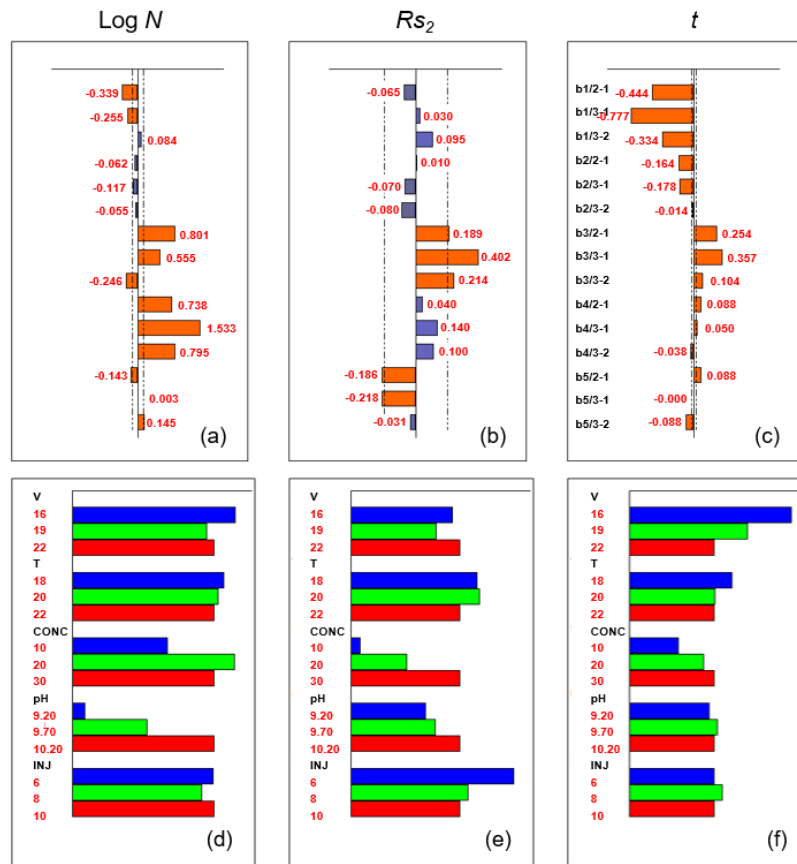 Log N
Rs₂
t
-0.339
-0.255
0.084
-0.062
-0.117
-0.055
0.801
0.555
-0.246
0.738
1.533
0.795
-0.143
0.003
0.145
(a)
-0.065
0.030
0.095
0.010
-0.070
-0.080
0.189
0.402
0.214
0.040
0.140
0.100
-0.186
-0.218
-0.031
(b)
b1/2-1 -0.444
b1/3-1 -0.777
b1/3-2 -0.334
b2/2-1 -0.164
b2/3-1 -0.178
b2/3-2 -0.014
b3/2-1 0.254
b3/3-1 0.357
b3/3-2 0.104
b4/2-1 0.088
b4/3-1 0.050
b4/3-2 -0.038
b5/2-1 0.088
b5/3-1 -0.000
b5/3-2 -0.088
(c)
V
16
19
22
T
18
20
22
CONC
10
20
30
pH
9.20
9.70
10.20
INJ
6
8
10
(d)
V
16
19
22
T
18
20
22
CONC
10
20
30
pH
9.20
9.70
10.20
INJ
6
8
10
(e)
V
16
19
22
T
18
20
22
CONC
10
20
30
pH
9.20
9.70
10.20
INJ
6
8
10
(f)